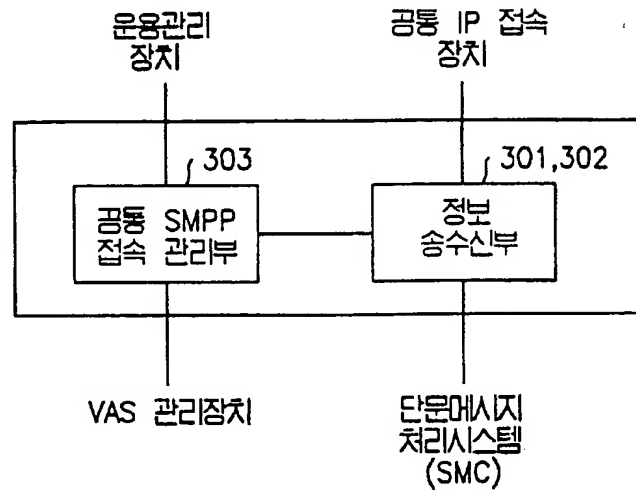 운용관리
장치
공통 IP 접속
장치
303
301,302
공통 SMPP
접속 관리부
정보
송수신부
VAS 관리장치
단문메시지
처리시스템
(SMC)